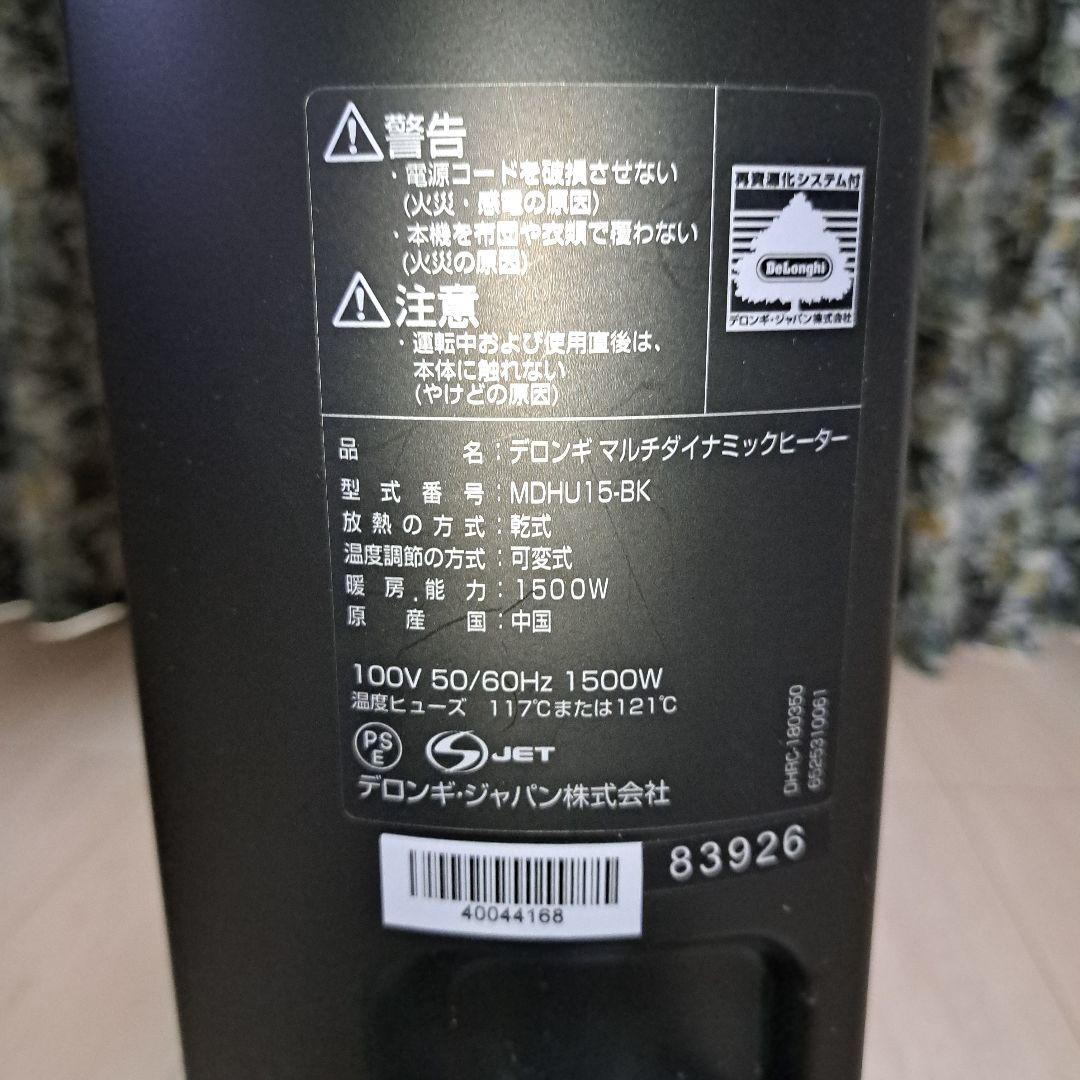 警告
・電源コードを破損させない
(火災・感電の原因)
・本機を布団や衣類で覆わない
(火災の原因)
注意
・運転中および使用直後は、
本体に触れない
(やけどの原因)
再資源化システム付
DeLonghi
デロンギ・ジャパン株式会社
品名:デロンギ マルチダイナミックヒーター
型式番号:MDHU15-BK
放熱の方式:乾式
温度調節の方式:可変式
暖房能力:1500W
原産国:中国
100V 50/60Hz 1500W
温度ヒューズ 117℃または121℃
PSE
S JET
デロンギ・ジャパン株式会社
DHRC-180350
6525310061
83926
40044168